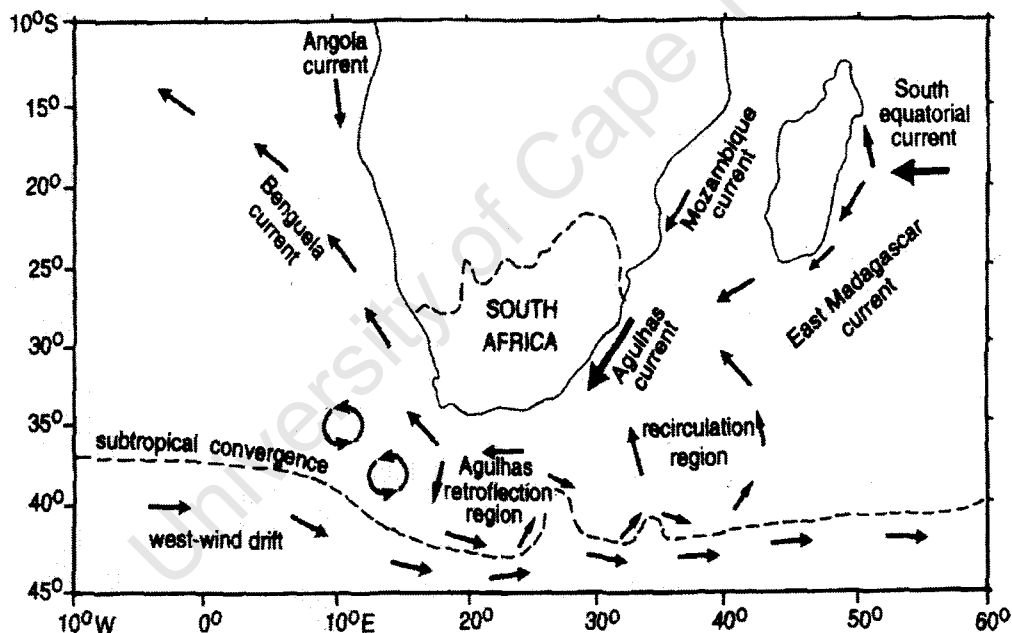 10⁰S
15⁰
20⁰
25⁰
30⁰
35⁰
40⁰
45⁰
Angola
current
South
equatorial
current
Mozambique
current
Benguela
current
East Madagascar
current
SOUTH
AFRICA
Agulhas
current
subtropical convergence
Agulhas
retroflection
region
recirculation
region
west-wind drift
10⁰W
0⁰
10⁰E
20⁰
30⁰
40⁰
50⁰
60⁰
University of Cape